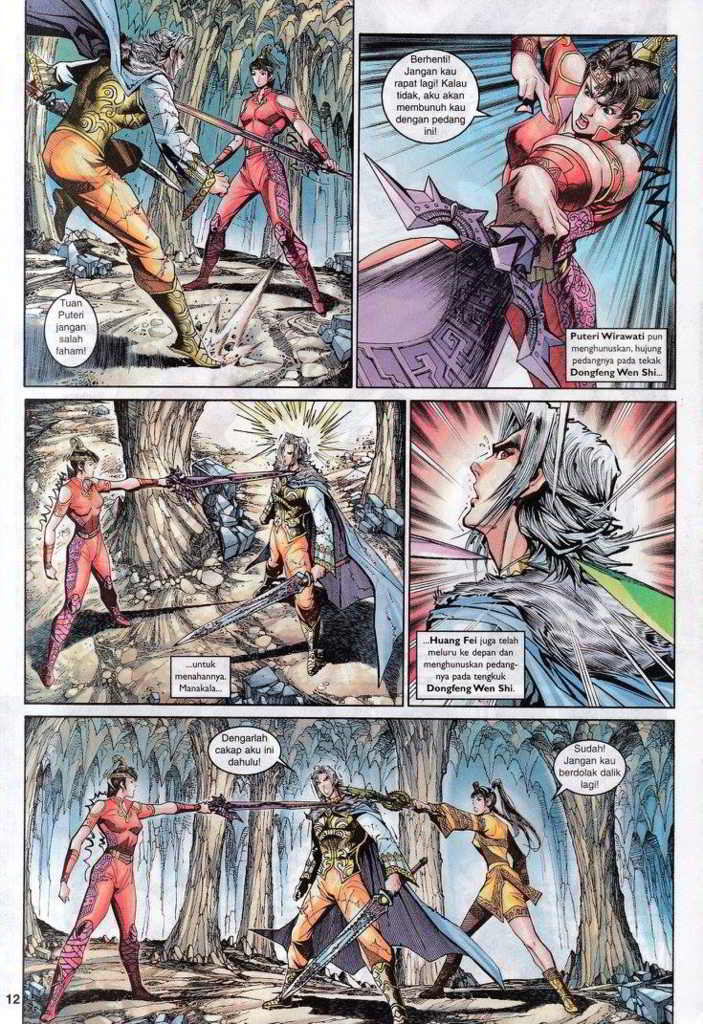 Tuan
Puteri
jangan
salah
faham!
Berhenti!
Jangan kau
rapat lagi! Kalau
tidak, aku akan
membunuh kau
dengan pedang
ini!
Puteri Wirawati pun
menghunuskan, hujung
pedangnya pada tekak
Dongfeng Wen Shi...
...untuk
menahannya.
Manakala...
...Huang Fei juga telah
meluru ke depan dan
menghunuskan pedang-
nya pada tengkuk
Dongfeng Wen Shi.
Dengarlah
cakap aku ini
dahulu!
Sudah!
Jangan kau
berdolak dalik
lagi!
12